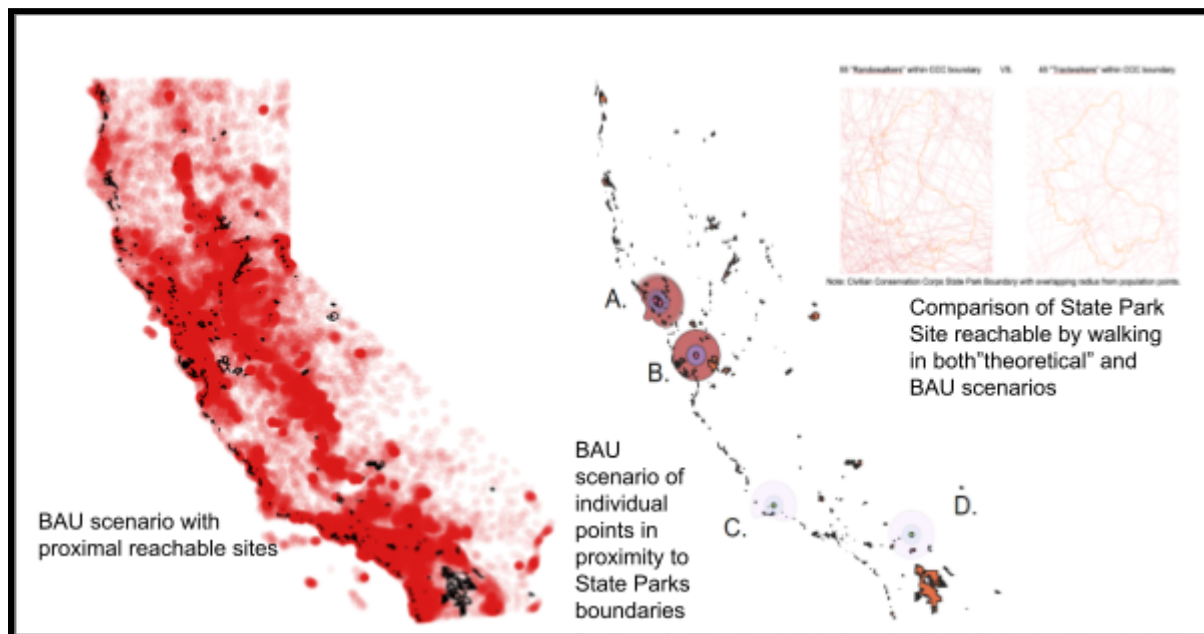 "Randowalkers" within CCC boundary
VS.
"Trautwalkers" within CCC boundary
Note: Civilian Conservation Corps State Park Boundary with overlapping radius from population points.
Comparison of State Park
Site reachable by walking
in both"theoretical" and
BAU scenarios
A.
B.
BAU
scenario of
individual
points in
proximity to
State Parks
boundaries
C.
D.
BAU scenario with
proximal reachable sites